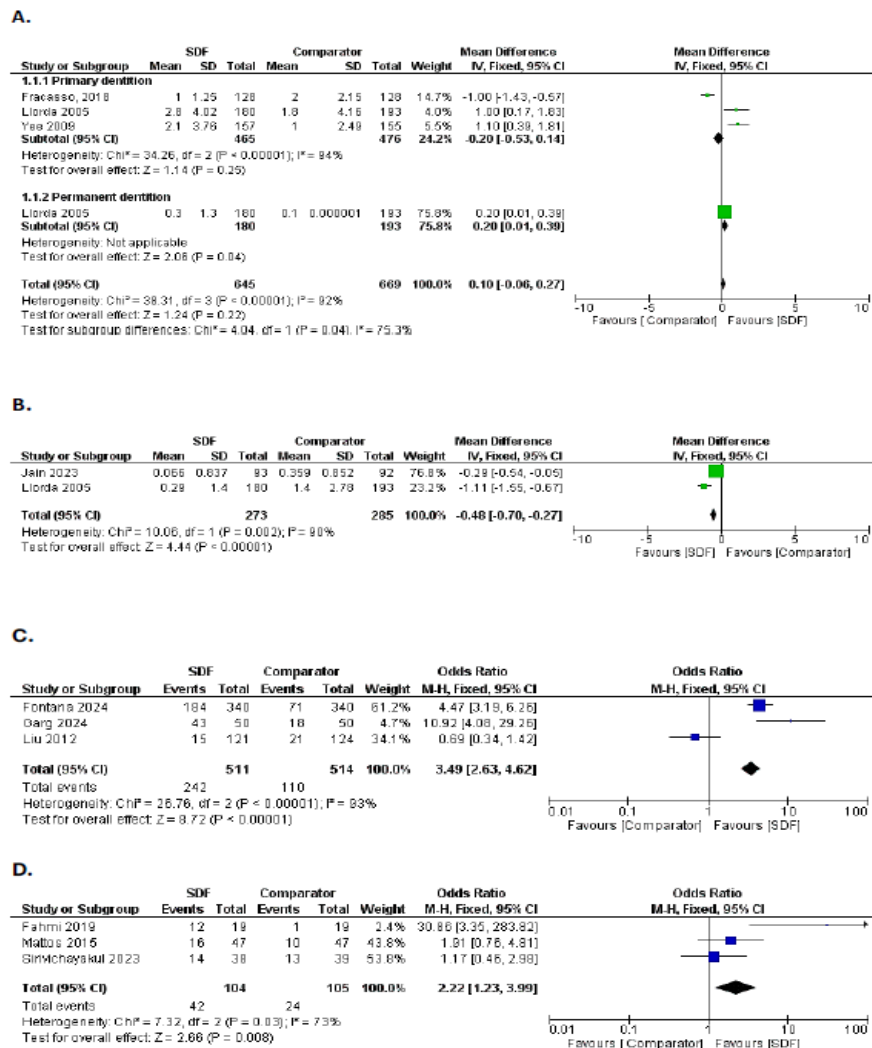 A.
SDF Comparator Mean Difference Mean Difference
Study or Subgroup Mean SD Total Mean SD Total Weight IV, Fixed, 95% CI IV, Fixed, 95% CI
1.1.1 Primary dentition
Fracasso, 2018 1 1.25 128 2 2.15 128 14.7% -1.00 [-1.43, -0.57]
Llorda 2005 2.8 4.02 180 1.8 4.16 193 4.0% 1.00 [0.17, 1.83]
Yee 2009 2.1 3.76 157 1 2.49 155 5.5% 1.10 [0.39, 1.81]
Subtotal (95% CI) 465 476 24.2% -0.20 [-0.53, 0.14]
Heterogeneity: Chi² = 34.26, df = 2 (P < 0.00001); I² = 94%
Test for overall effect: Z = 1.14 (P = 0.25)
1.1.2 Permanent dentition
Llorda 2005 0.3 1.3 180 0.1 0.000001 193 75.8% 0.20 [0.01, 0.39]
Subtotal (95% CI) 180 193 75.8% 0.20 [0.01, 0.39]
Heterogeneity: Not applicable
Test for overall effect: Z = 2.06 (P = 0.04)
Total (95% CI) 645 669 100.0% 0.10 [-0.06, 0.27]
Heterogeneity: Chi² = 38.31, df = 3 (P < 0.00001); I² = 92%
Test for overall effect: Z = 1.24 (P = 0.22)
Test for subgroup differences: Chi² = 4.04, df = 1 (P = 0.04), I² = 75.3%
-10 -5 0 5 10
Favours [Comparator] Favours [SDF]
B.
SDF Comparator Mean Difference Mean Difference
Study or Subgroup Mean SD Total Mean SD Total Weight IV, Fixed, 95% CI IV, Fixed, 95% CI
Jain 2023 0.066 0.837 93 0.359 0.852 92 76.8% -0.29 [-0.54, -0.05]
Llorda 2005 0.29 1.4 180 1.4 2.78 193 23.2% -1.11 [-1.55, -0.67]
Total (95% CI) 273 285 100.0% -0.48 [-0.70, -0.27]
Heterogeneity: Chi² = 10.06, df = 1 (P = 0.002); I² = 90%
Test for overall effect: Z = 4.44 (P < 0.00001)
-10 -5 0 5 10
Favours [SDF] Favours [Comparator]
C.
SDF Comparator Odds Ratio Odds Ratio
Study or Subgroup Events Total Events Total Weight M-H, Fixed, 95% CI M-H, Fixed, 95% CI
Fontana 2024 184 340 71 340 61.2% 4.47 [3.19, 6.26]
Garg 2024 43 50 18 50 4.7% 10.92 [4.08, 29.26]
Liu 2012 15 121 21 124 34.1% 0.69 [0.34, 1.42]
Total (95% CI) 511 514 100.0% 3.49 [2.63, 4.62]
Total events 242 110
Heterogeneity: Chi² = 26.76, df = 2 (P < 0.00001); I² = 93%
Test for overall effect: Z = 8.72 (P < 0.00001)
0.01 0.1 1 10 100
Favours [Comparator] Favours [SDF]
D.
SDF Comparator Odds Ratio Odds Ratio
Study or Subgroup Events Total Events Total Weight M-H, Fixed, 95% CI M-H, Fixed, 95% CI
Fahmi 2019 12 19 1 19 2.4% 30.86 [3.35, 283.82]
Mattos 2015 16 47 10 47 43.8% 1.91 [0.76, 4.81]
Sirivichayakul 2023 14 38 13 39 53.8% 1.17 [0.46, 2.98]
Total (95% CI) 104 105 100.0% 2.22 [1.23, 3.99]
Total events 42 24
Heterogeneity: Chi² = 7.32, df = 2 (P = 0.03); I² = 73%
Test for overall effect: Z = 2.66 (P = 0.008)
0.01 0.1 1 10 100
Favours [Comparator] Favours [SDF]